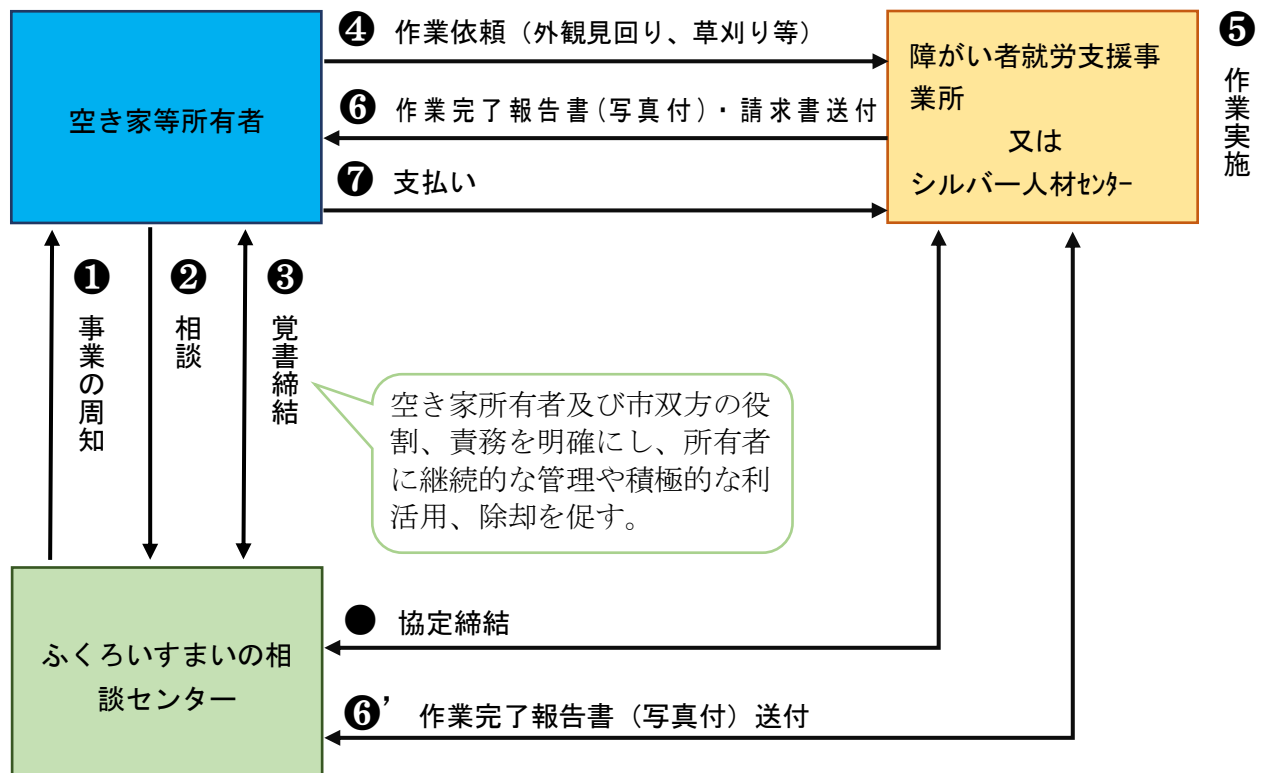 ❹ 作業依頼（外観見回り、草刈り等）
❻ 作業完了報告書(写真付)・請求書送付
❼ 支払い
空き家等所有者
障がい者就労支援事
業所
又は
シルバー人材ｾﾝﾀｰ
❺
作業実施
❶
事業の周知
❷
相談
❸
覚書締結
空き家所有者及び市双方の役
割、責務を明確にし、所有者
に継続的な管理や積極的な利
活用、除却を促す。
ふくろいすまいの相
談センター
● 協定締結
❻’ 作業完了報告書（写真付）送付